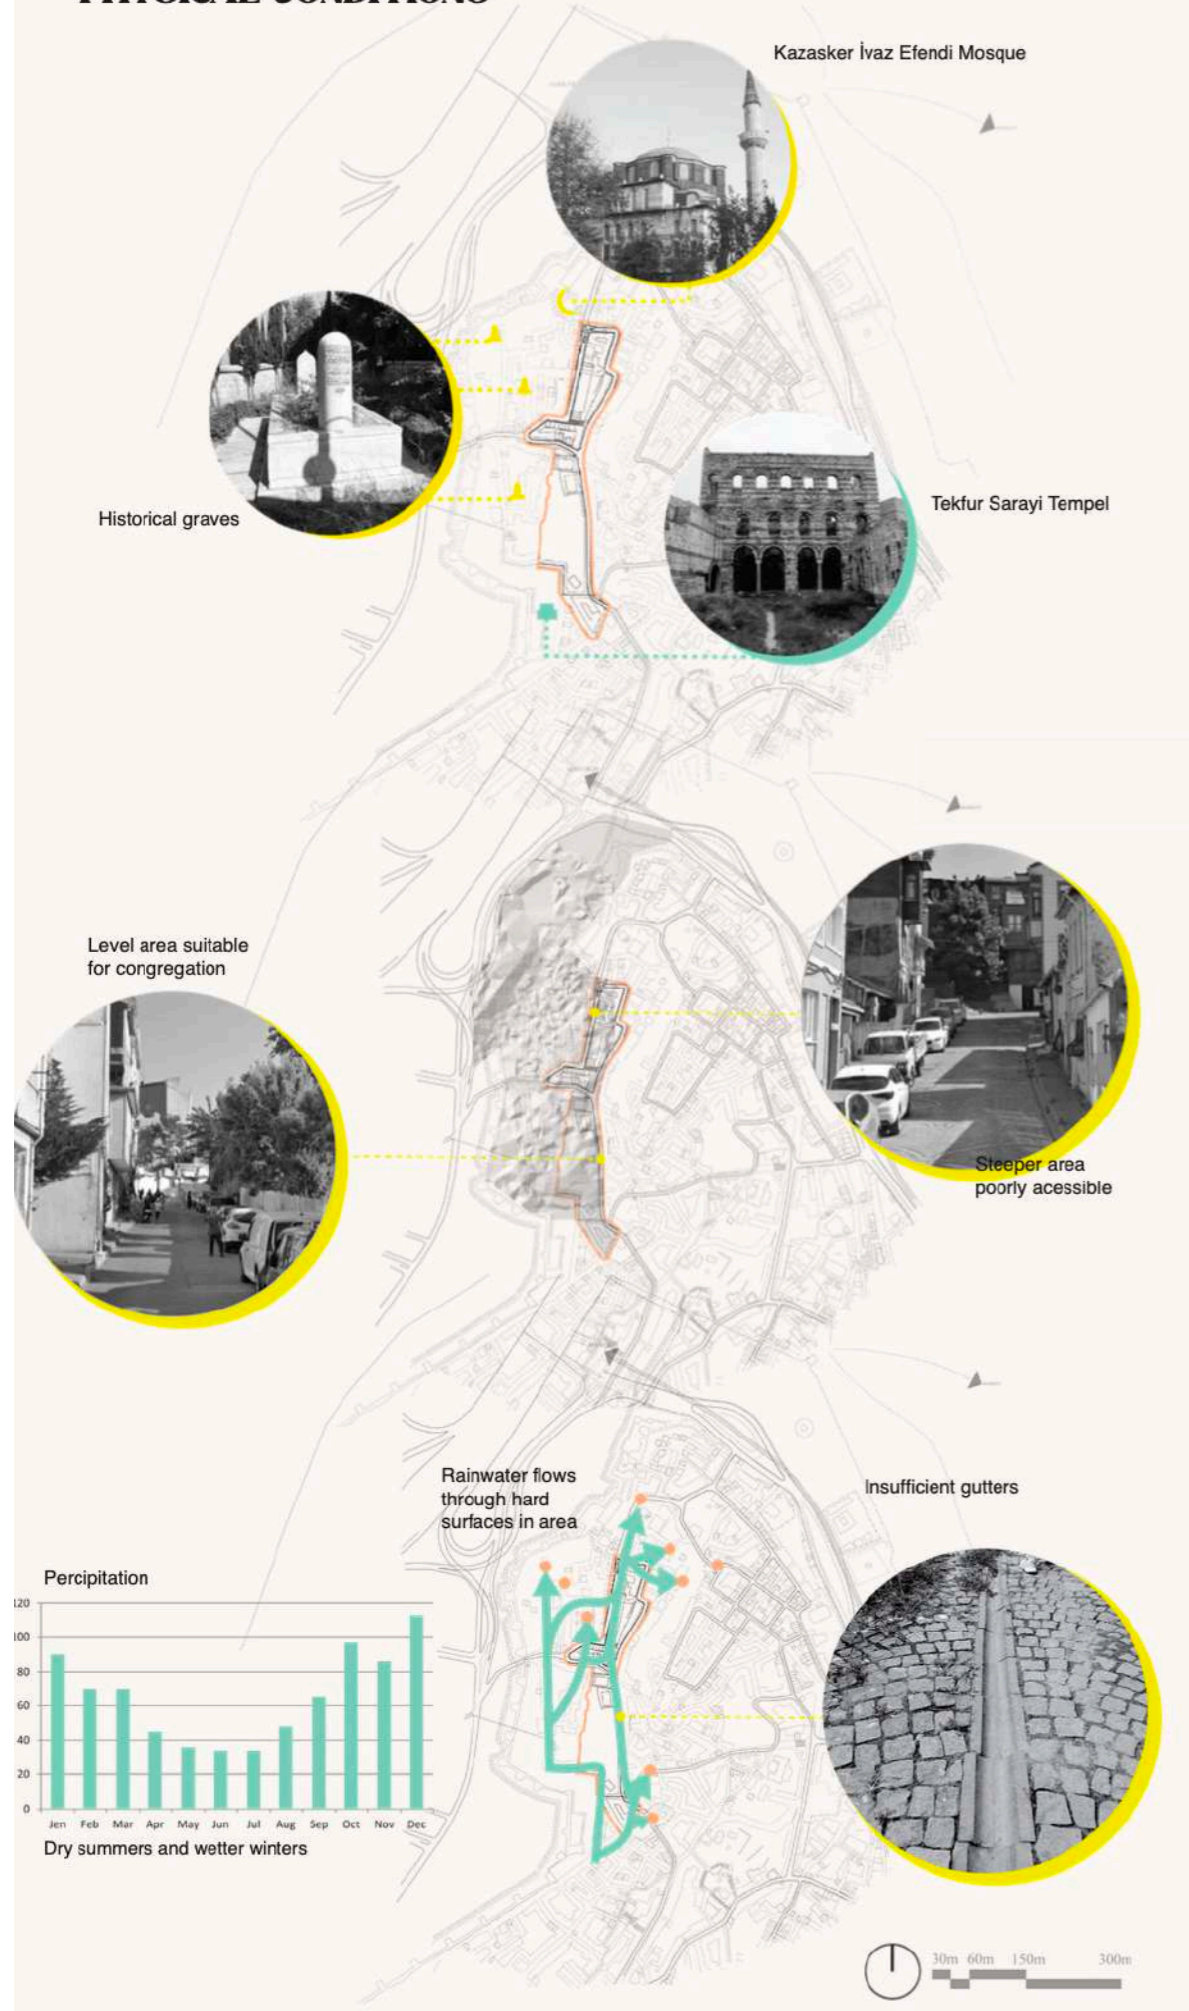 PHYSICAL CONDITIONS
Kazasker İvaz Efendi Mosque
Historical graves
Tekfur Sarayi Tempel
Level area suitable
for congregation
Steeper area
poorly acessible
Rainwater flows
through hard
surfaces in area
Insufficient gutters
Percipitation
120
100
80
60
40
20
0
Jen Feb Mar Apr May Jun Jul Aug Sep Oct Nov Dec
Dry summers and wetter winters
30m 60m 150m 300m